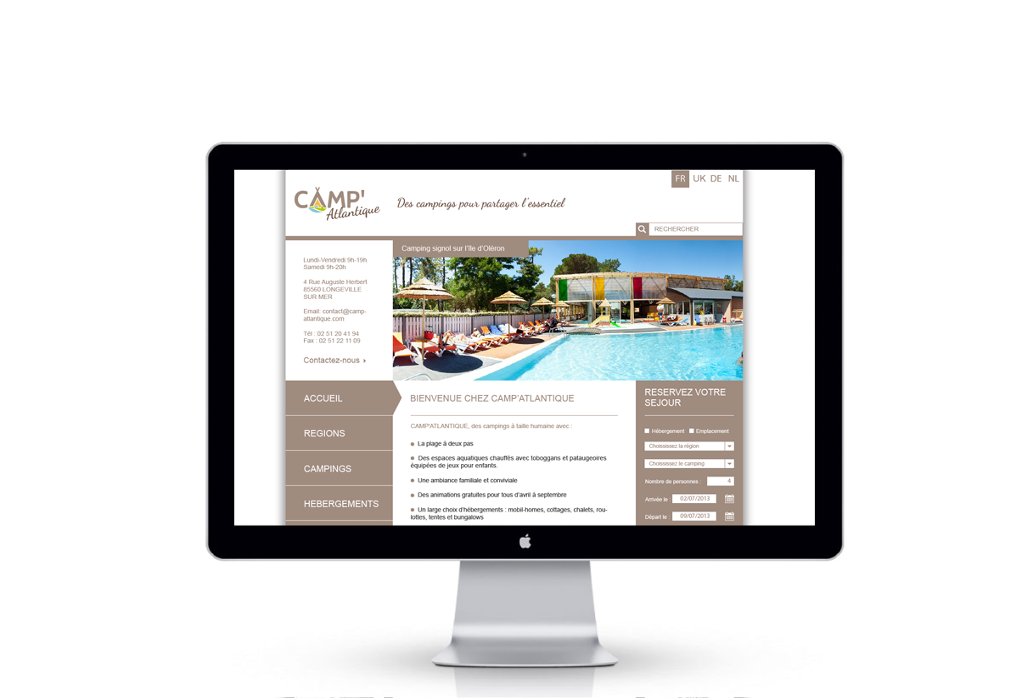 FR UK DE NL
CAMP'
Atlantique
Des campings pour partager l'essentiel
RECHERCHER
Lundi-Vendredi 9h-19h
Samedi 9h-20h
4 Rue Auguste Herbert
85560 LONGEVILLE
SUR MER
Email: contact@camp-
atlantique.com
Tél : 02 51 20 41 94
Fax : 02 51 22 11 09
Contactez-nous
Camping signol sur l'île d'Oléron
ACCUEIL
REGIONS
CAMPINGS
HEBERGEMENTS
BIENVENUE CHEZ CAMP'ATLANTIQUE
CAMP'ATLANTIQUE, des campings à taille humaine avec :
La plage à deux pas
Des espaces aquatiques chauffés avec toboggans et pataugeoires
équipées de jeux pour enfants.
Une ambiance familiale et conviviale
Des animations gratuites pour tous d'avril à septembre
Un large choix d'hébergements : mobil-homes, cottages, chalets, rou-
lottes, tentes et bungalows
RESERVEZ VOTRE
SEJOUR
Hébergement Emplacement
Choississez la région
Choississez le camping
Nombre de personnes : 4
Arrivée le : 02/07/2013
Départ le : 09/07/2013